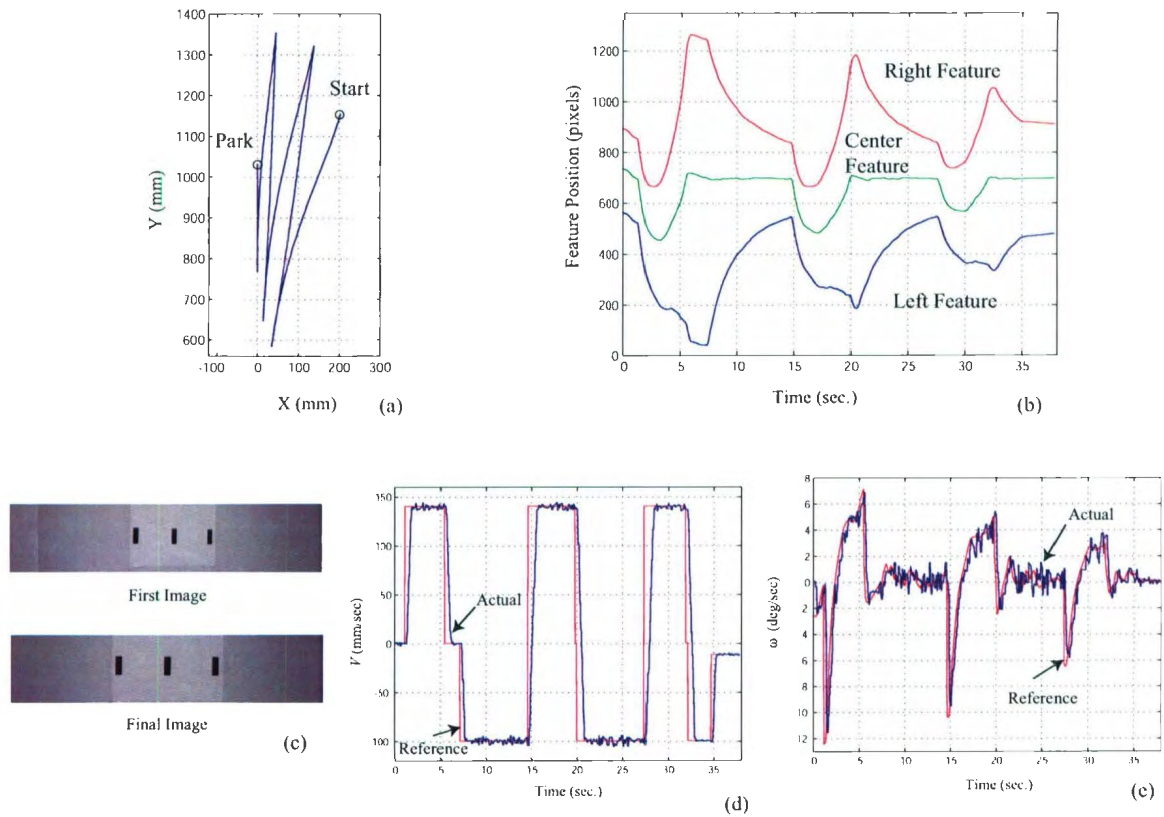 1400
1300
1200
1100
1000
900
800
700
600
Y (mm)
Start
Park
-100 0 100 200 300
X (mm)
(a)
1200
1000
800
600
400
200
0
Feature Position (pixels)
Right Feature
Center
Feature
Left Feature
0 5 10 15 20 25 30 35
Time (sec.)
(b)
First Image
Final Image
(c)
150
100
50
0
-50
100
V (mm/sec)
Actual
Reference
0 5 10 15 20 25 30 35
Time (sec.)
(d)
8
6
4
2
0
2
4
6
8
10
12
ω (deg/sec)
Actual
Reference
0 5 10 15 20 25 30 35
Time (sec.)
(e)